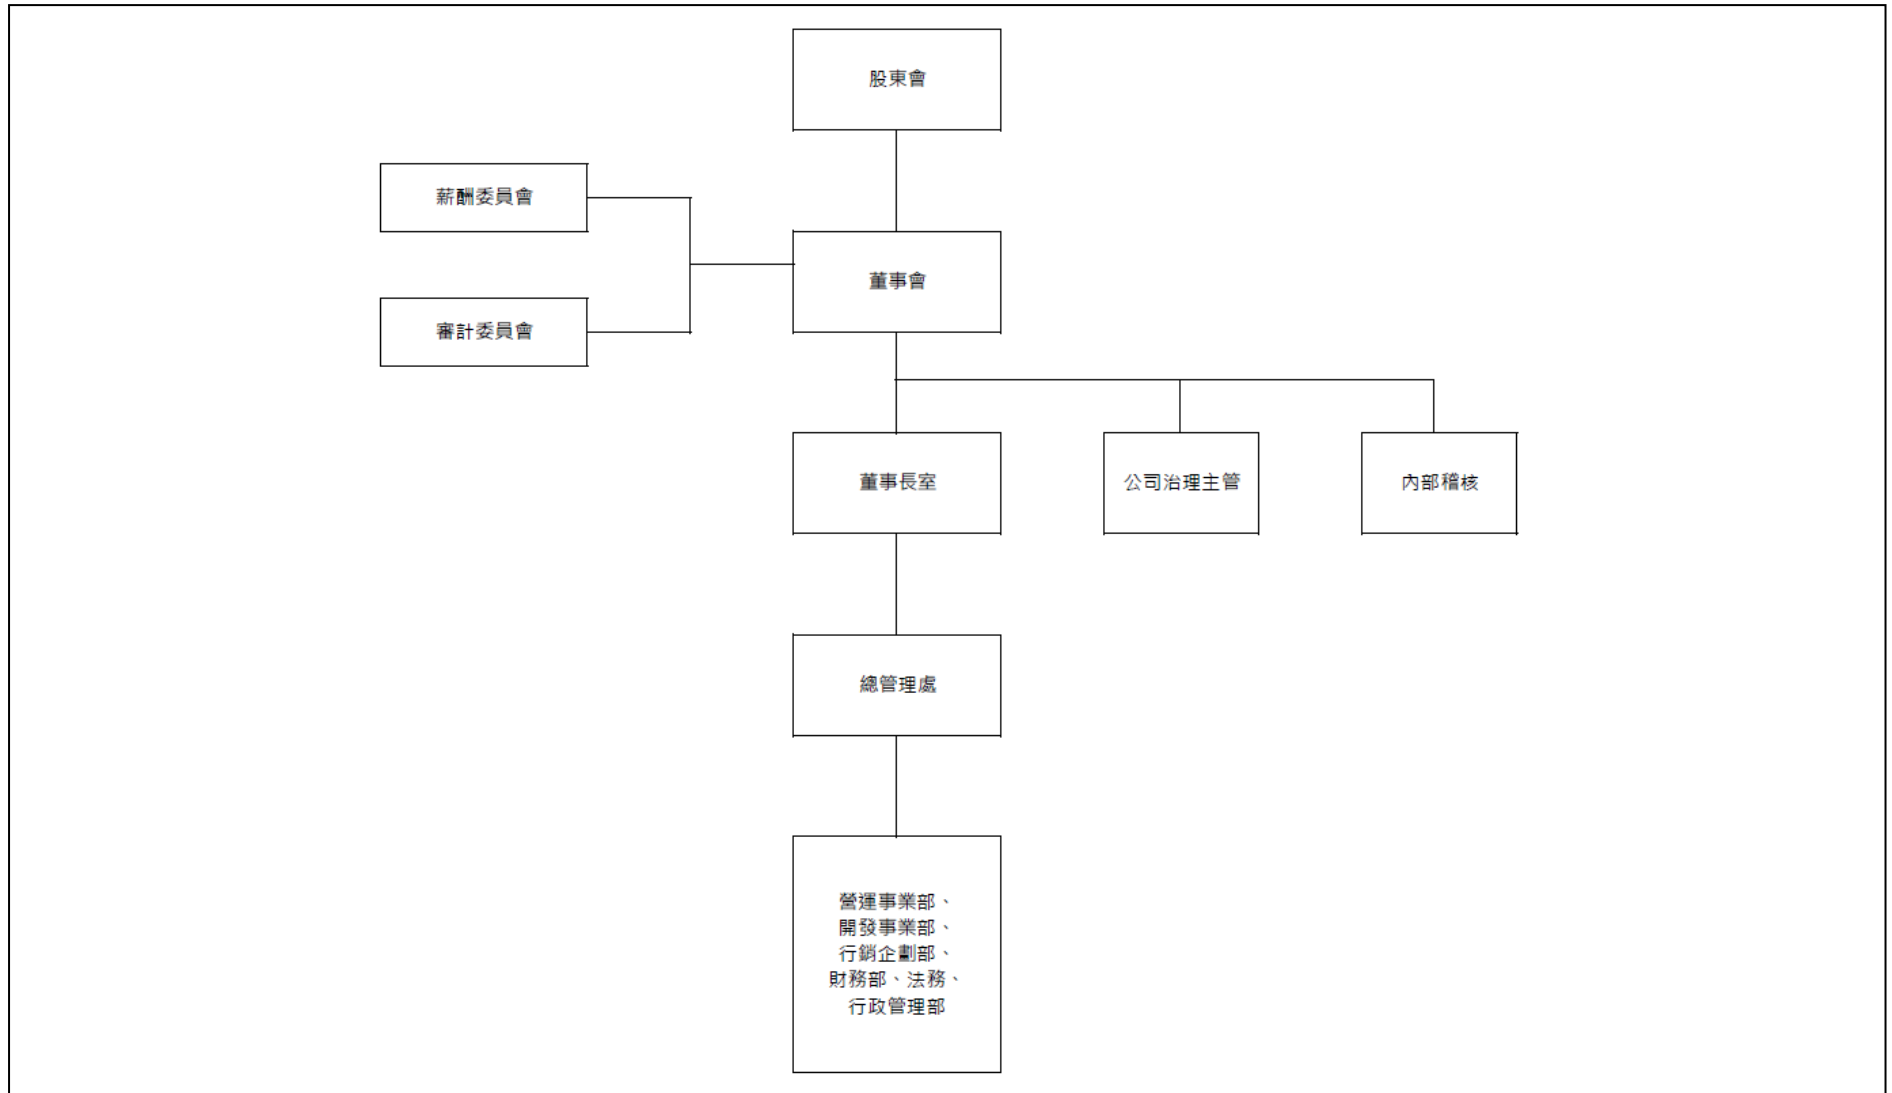 股東會
薪酬委員會
董事會
審計委員會
董事長室
公司治理主管
內部稽核
總管理處
營運事業部、
開發事業部、
行銷企劃部、
財務部、法務、
行政管理部